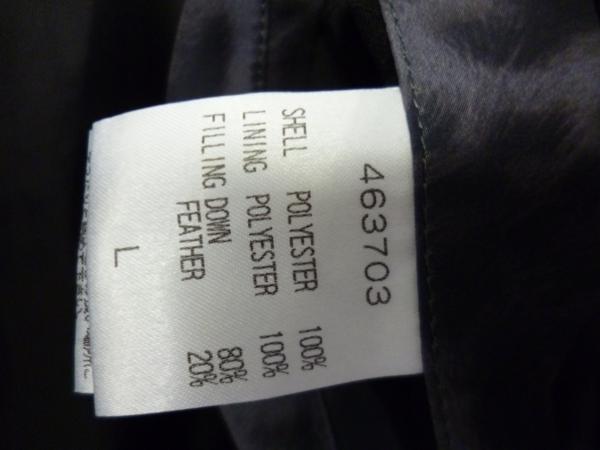 463703
SHELL POLYESTER 100%
LINING POLYESTER 100%
FILLING DOWN 80%
FEATHER 20%
L